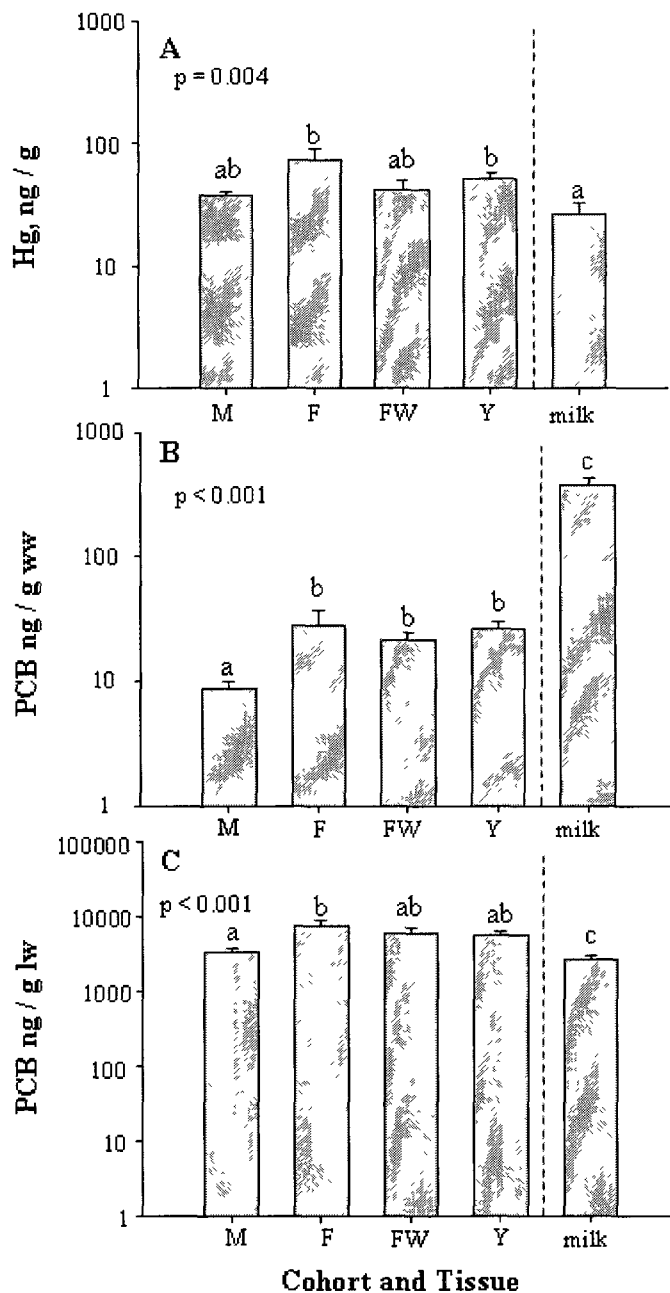 1000
A
p = 0.004
ab
b
ab
b
a
100
10
1
Hg, ng / g
M F FW Y milk
1000
B
p < 0.001
a
b
b
b
c
100
10
1
PCB ng / g ww
M F FW Y milk
100000
C
p < 0.001
a
b
ab
ab
c
10000
1000
100
10
1
PCB ng / g lw
M F FW Y milk
Cohort and Tissue